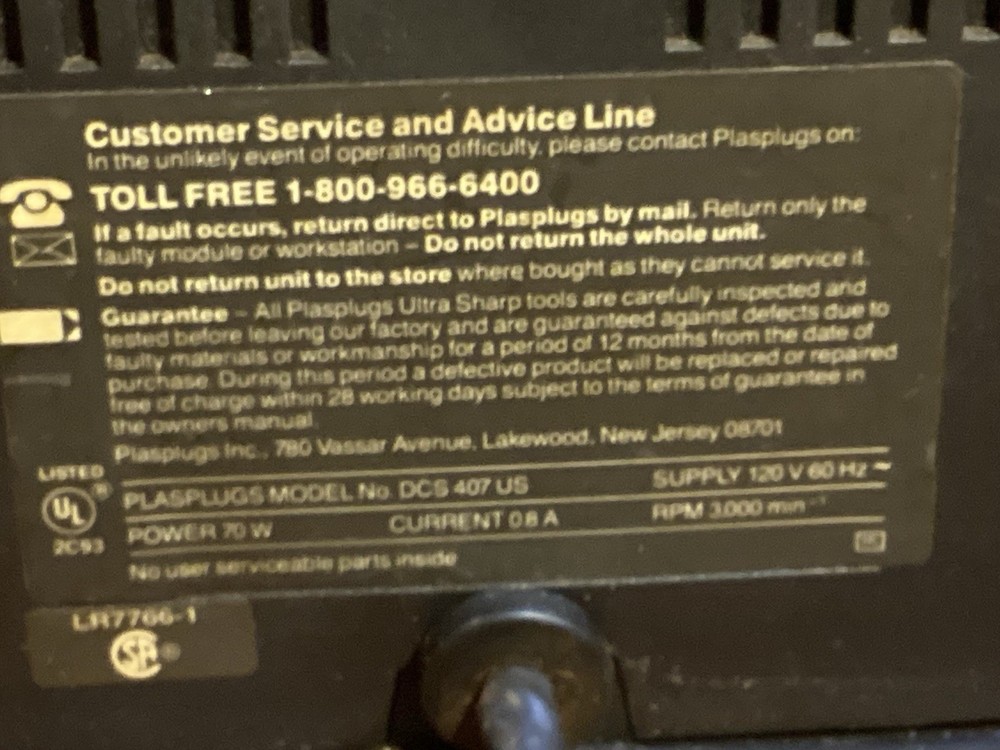 Customer Service and Advice Line
In the unlikely event of operating difficulty, please contact Plasplugs on:
TOLL FREE 1-800-966-6400
If a fault occurs, return direct to Plasplugs by mail. Return only the
faulty module or workstation – Do not return the whole unit.
Do not return unit to the store where bought as they cannot service it.
Guarantee – All Plasplugs Ultra Sharp tools are carefully inspected and
tested before leaving our factory and are guaranteed against defects due to
faulty materials or workmanship for a period of 12 months from the date of
purchase. During this period a defective product will be replaced or repaired
free of charge within 28 working days subject to the terms of guarantee in
the owners manual.
Plasplugs Inc., 780 Vassar Avenue, Lakewood, New Jersey 08701
LISTED
UL®
2C93
PLASPLUGS MODEL No. DCS 407 US SUPPLY 120 V 60 Hz ~
POWER 70 W CURRENT 0.8 A RPM 3,000 min⁻¹
No user serviceable parts inside
LR7766-1
SA®